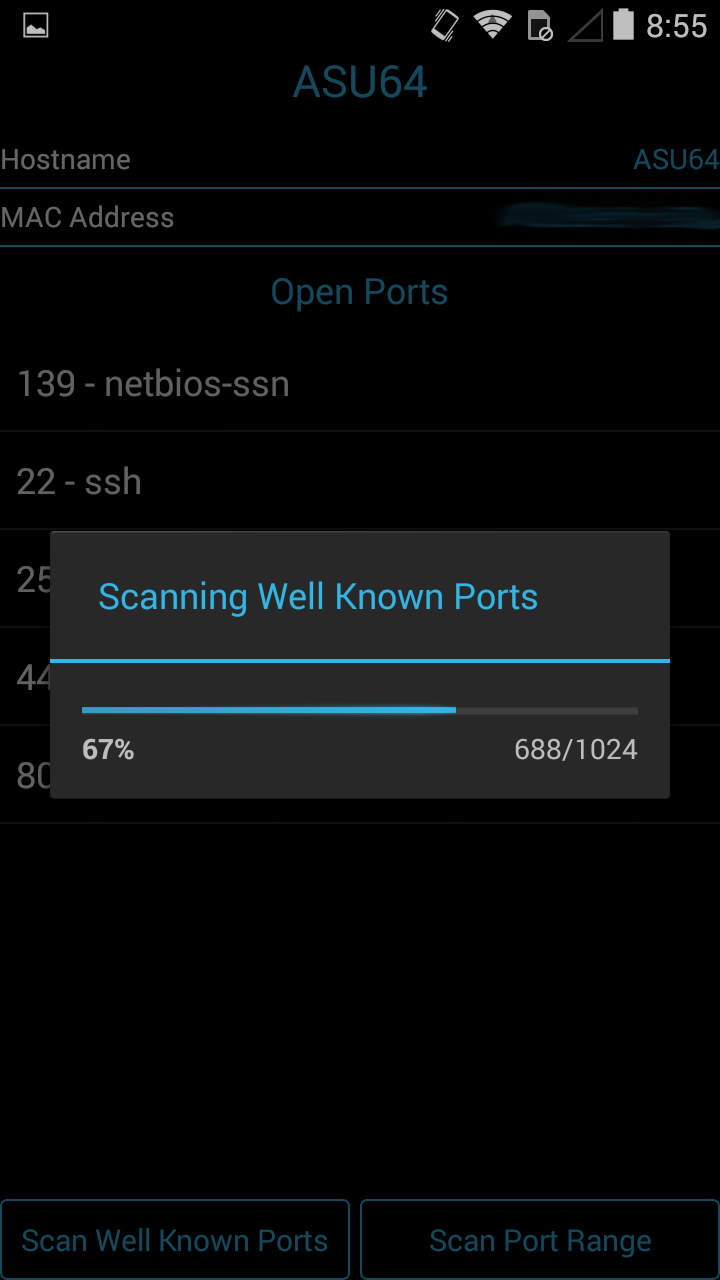 8:55
ASU64
Hostname ASU64
MAC Address
Open Ports
139 - netbios-ssn
22 - ssh
25
Scanning Well Known Ports
44
67% 688/1024
80
Scan Well Known Ports Scan Port Range